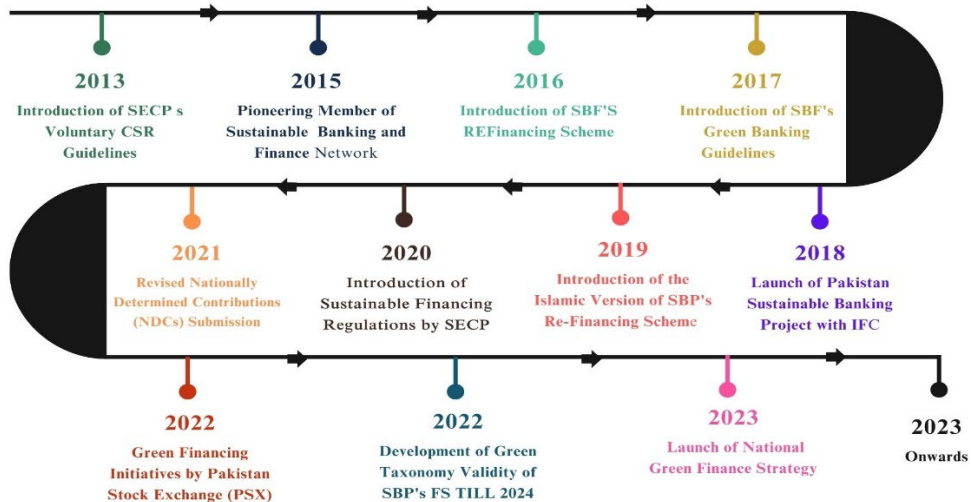 2013
Introduction of SECP s
Voluntary CSR
Guidelines
2015
Pioneering Member of
Sustainable Banking and
Finance Network
2016
Introduction of SBF'S
REFinancing Scheme
2017
Introduction of SBF's
Green Banking
Guidelines
2018
Launch of Pakistan
Sustainable Banking
Project with IFC
2019
Introduction of the
Islamic Version of SBP's
Re-Financing Scheme
2020
Introduction of
Sustainable Financing
Regulations by SECP
2021
Revised Nationally
Determined Contributions
(NDCs) Submission
2022
Green Financing
Initiatives by Pakistan
Stock Exchange (PSX)
2022
Development of Green
Taxonomy Validity of
SBP's FS TILL 2024
2023
Launch of National
Green Finance Strategy
2023
Onwards